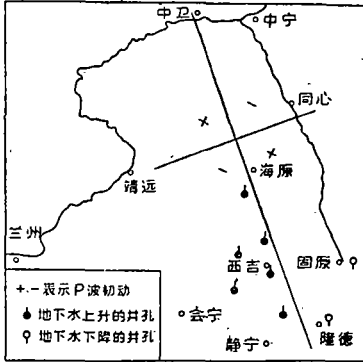 中卫
中宁
同心
海原
靖远
兰州
固原
西吉
会宁
隆德
静宁
+.-表示P波初动
地下水上升的井孔
地下水下降的井孔